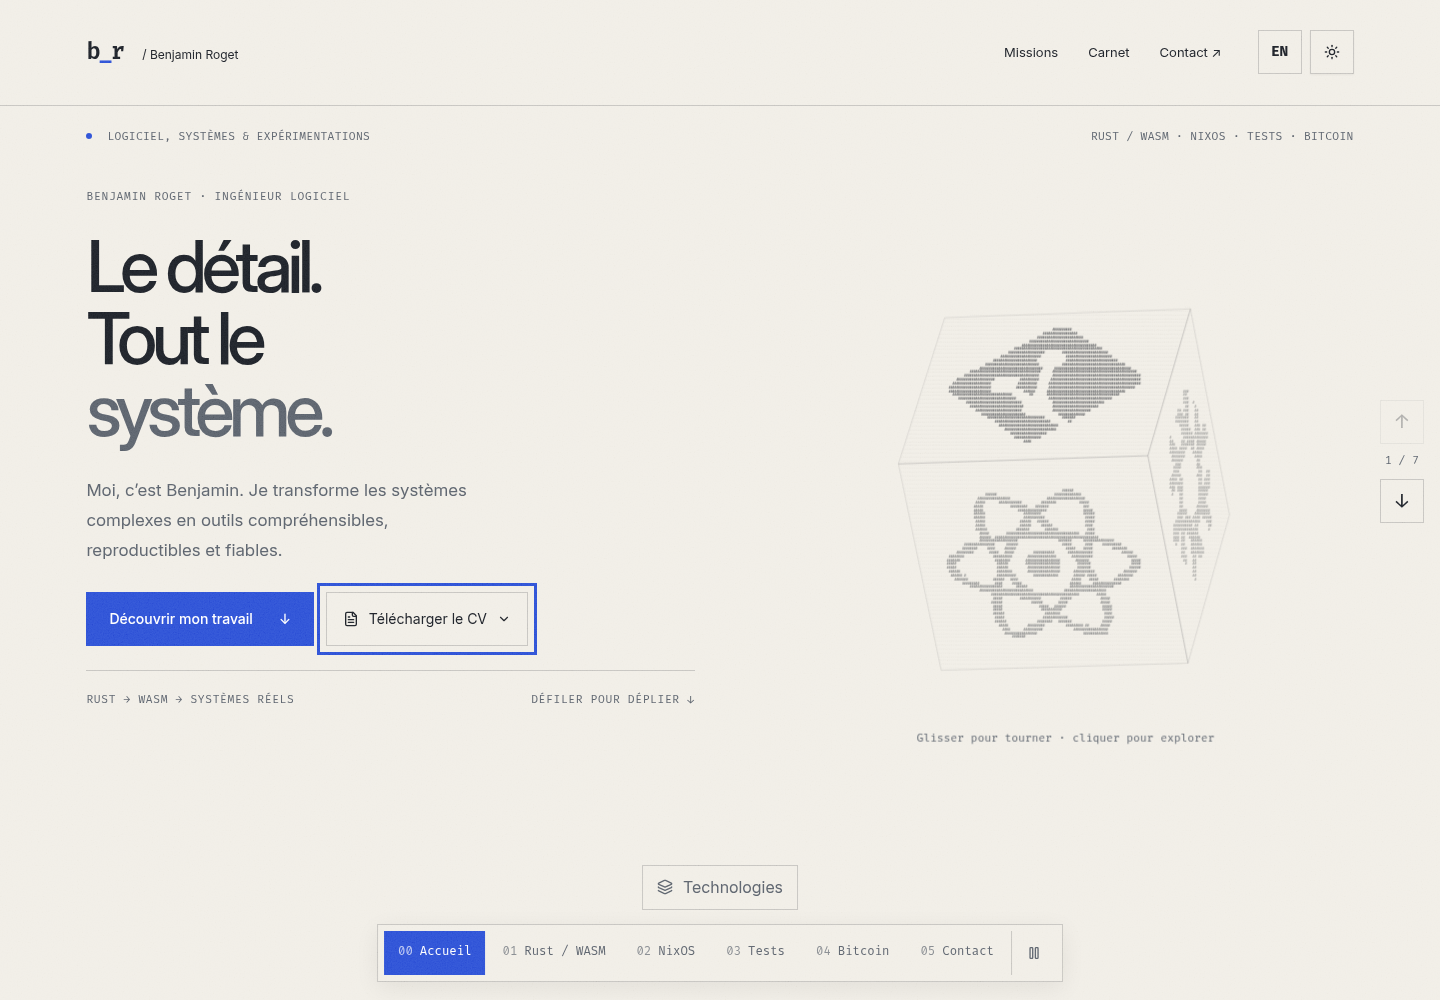 b_r / Benjamin Roget
Missions
Carnet
Contact ↗
EN
LOGICIEL, SYSTÈMES & EXPÉRIMENTATIONS
RUST / WASM · NIXOS · TESTS · BITCOIN
BENJAMIN ROGET · INGÉNIEUR LOGICIEL
Le détail.
Tout le
système.
Moi, c’est Benjamin. Je transforme les systèmes
complexes en outils compréhensibles,
reproductibles et fiables.
Découvrir mon travail ↓
Télécharger le CV
RUST → WASM → SYSTÈMES RÉELS
DÉFILER POUR DÉPLIER ↓
Glisser pour tourner · cliquer pour explorer
↑
1 / 7
↓
Technologies
00 Accueil
01 Rust / WASM
02 NixOS
03 Tests
04 Bitcoin
05 Contact